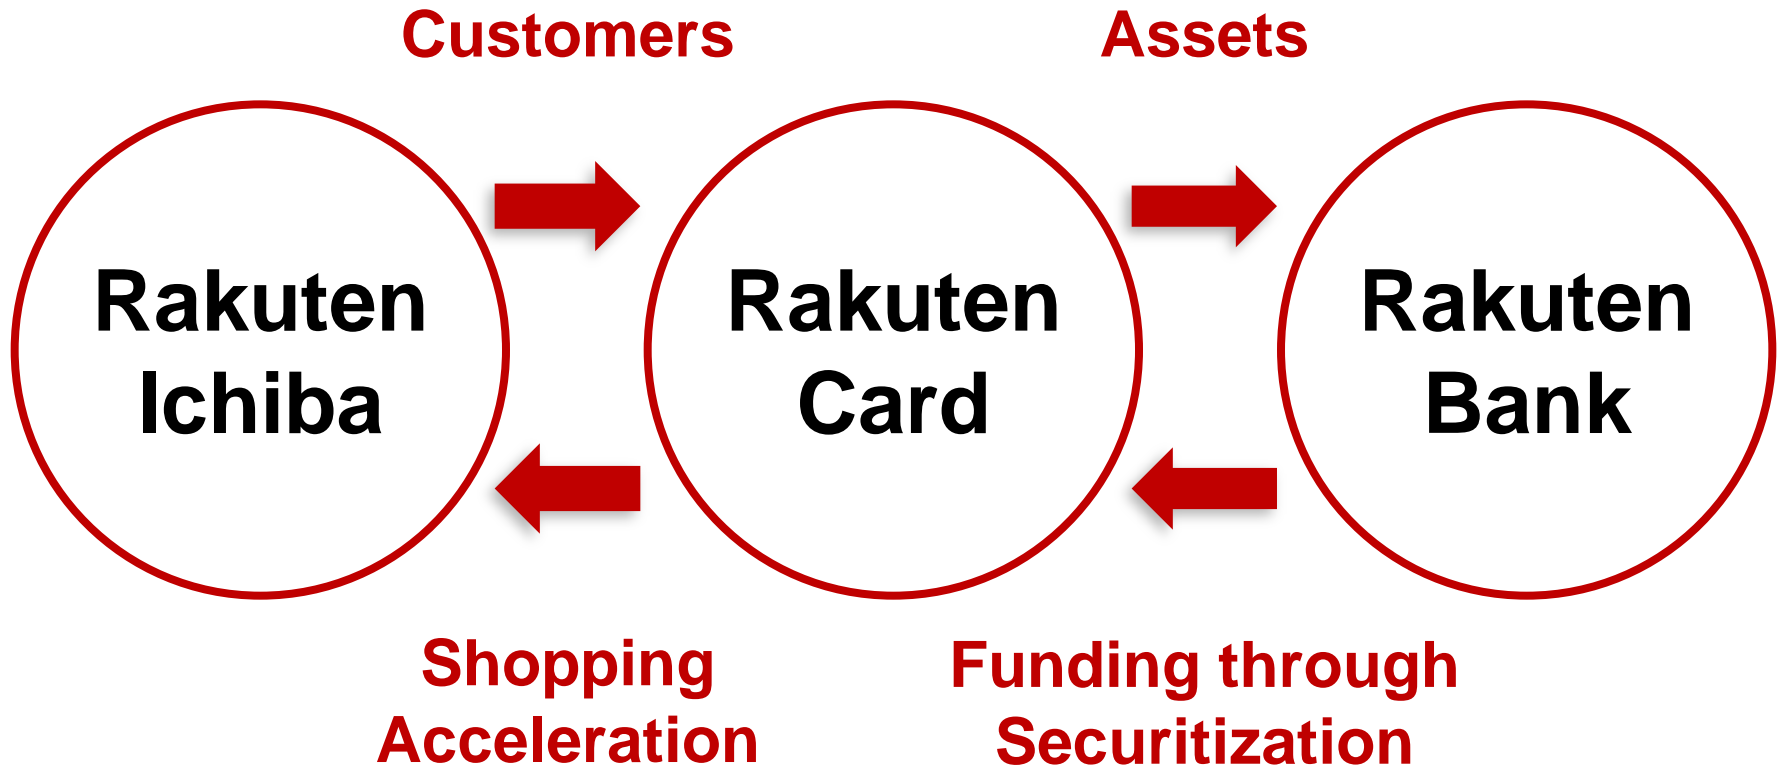 Customers
Assets
Rakuten
Ichiba
Rakuten
Card
Rakuten
Bank
Shopping
Acceleration
Funding through
Securitization